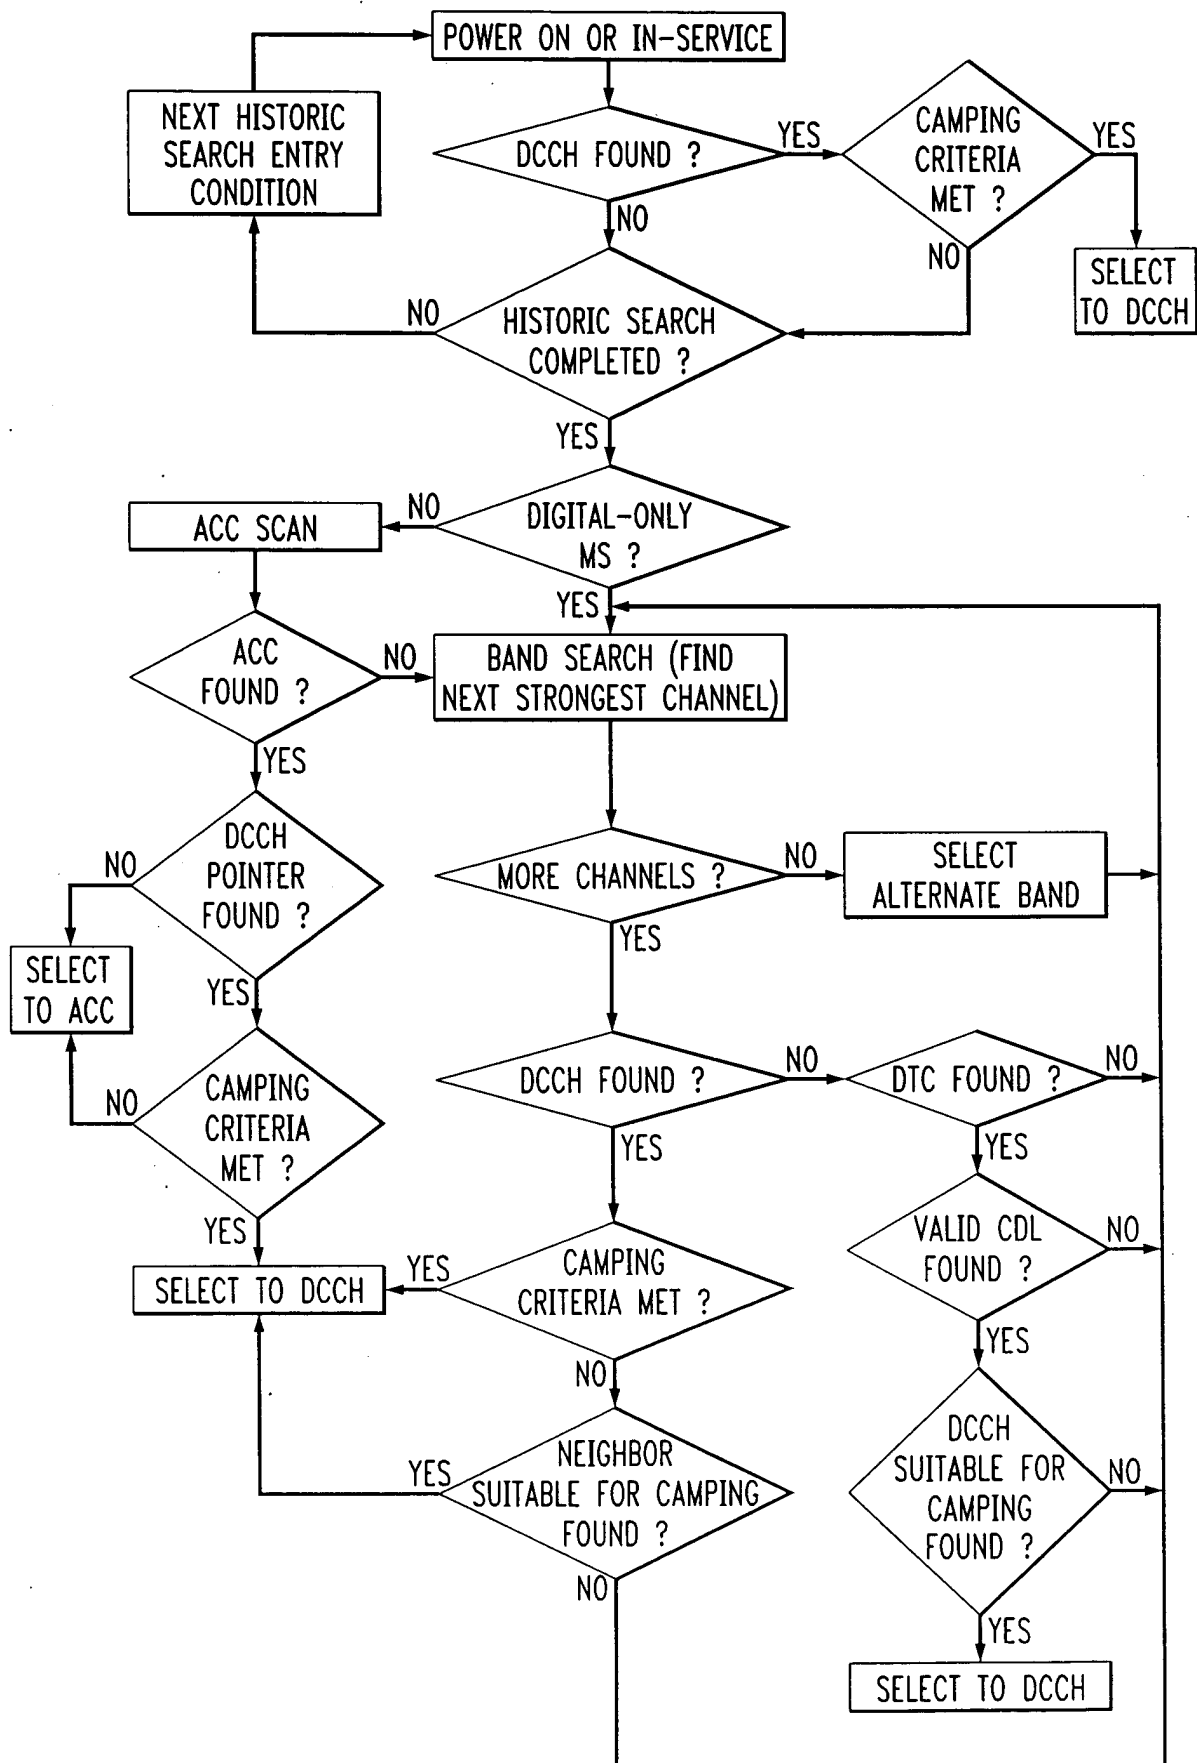 POWER ON OR IN-SERVICE
NEXT HISTORIC
SEARCH ENTRY
CONDITION
DCCH FOUND ?
YES
CAMPING
CRITERIA
MET ?
YES
NO
NO
SELECT
TO DCCH
NO
HISTORIC SEARCH
COMPLETED ?
YES
ACC SCAN
NO
DIGITAL-ONLY
MS ?
YES
ACC
FOUND ?
NO
BAND SEARCH (FIND
NEXT STRONGEST CHANNEL)
YES
DCCH
POINTER
FOUND ?
NO
MORE CHANNELS ?
NO
SELECT
ALTERNATE BAND
YES
SELECT
TO ACC
YES
NO
CAMPING
CRITERIA
MET ?
DCCH FOUND ?
NO
DTC FOUND ?
NO
YES
YES
YES
VALID CDL
FOUND ?
NO
SELECT TO DCCH
YES
CAMPING
CRITERIA MET ?
YES
NO
YES
NEIGHBOR
SUITABLE FOR CAMPING
FOUND ?
DCCH
SUITABLE FOR
CAMPING
FOUND ?
NO
NO
YES
SELECT TO DCCH